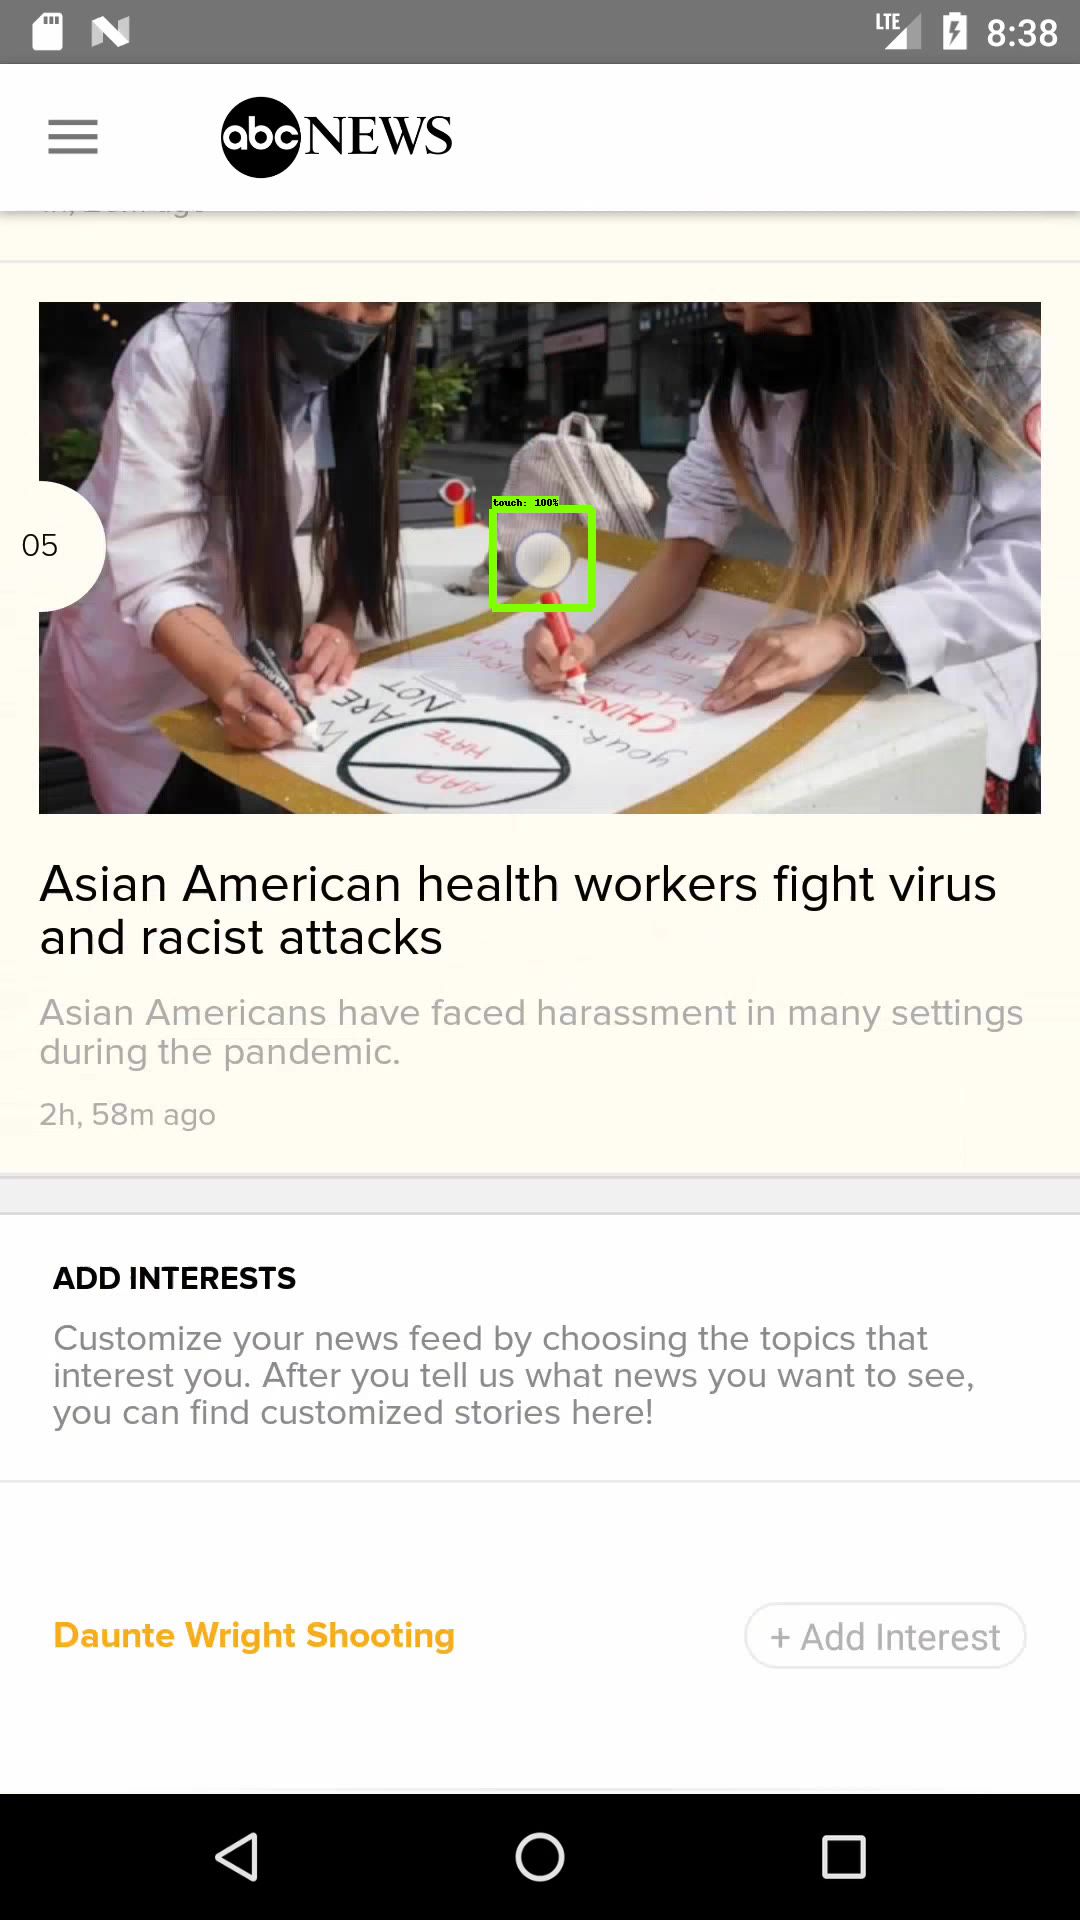 LTE 8:38
abc NEWS
touch: 100%
05
WE ARE NOT
YOUR...
CHINESE
VIRUS
HATE
AAPI
Asian American health workers fight virus
and racist attacks
Asian Americans have faced harassment in many settings
during the pandemic.
2h, 58m ago
ADD INTERESTS
Customize your news feed by choosing the topics that
interest you. After you tell us what news you want to see,
you can find customized stories here!
Daunte Wright Shooting
+ Add Interest